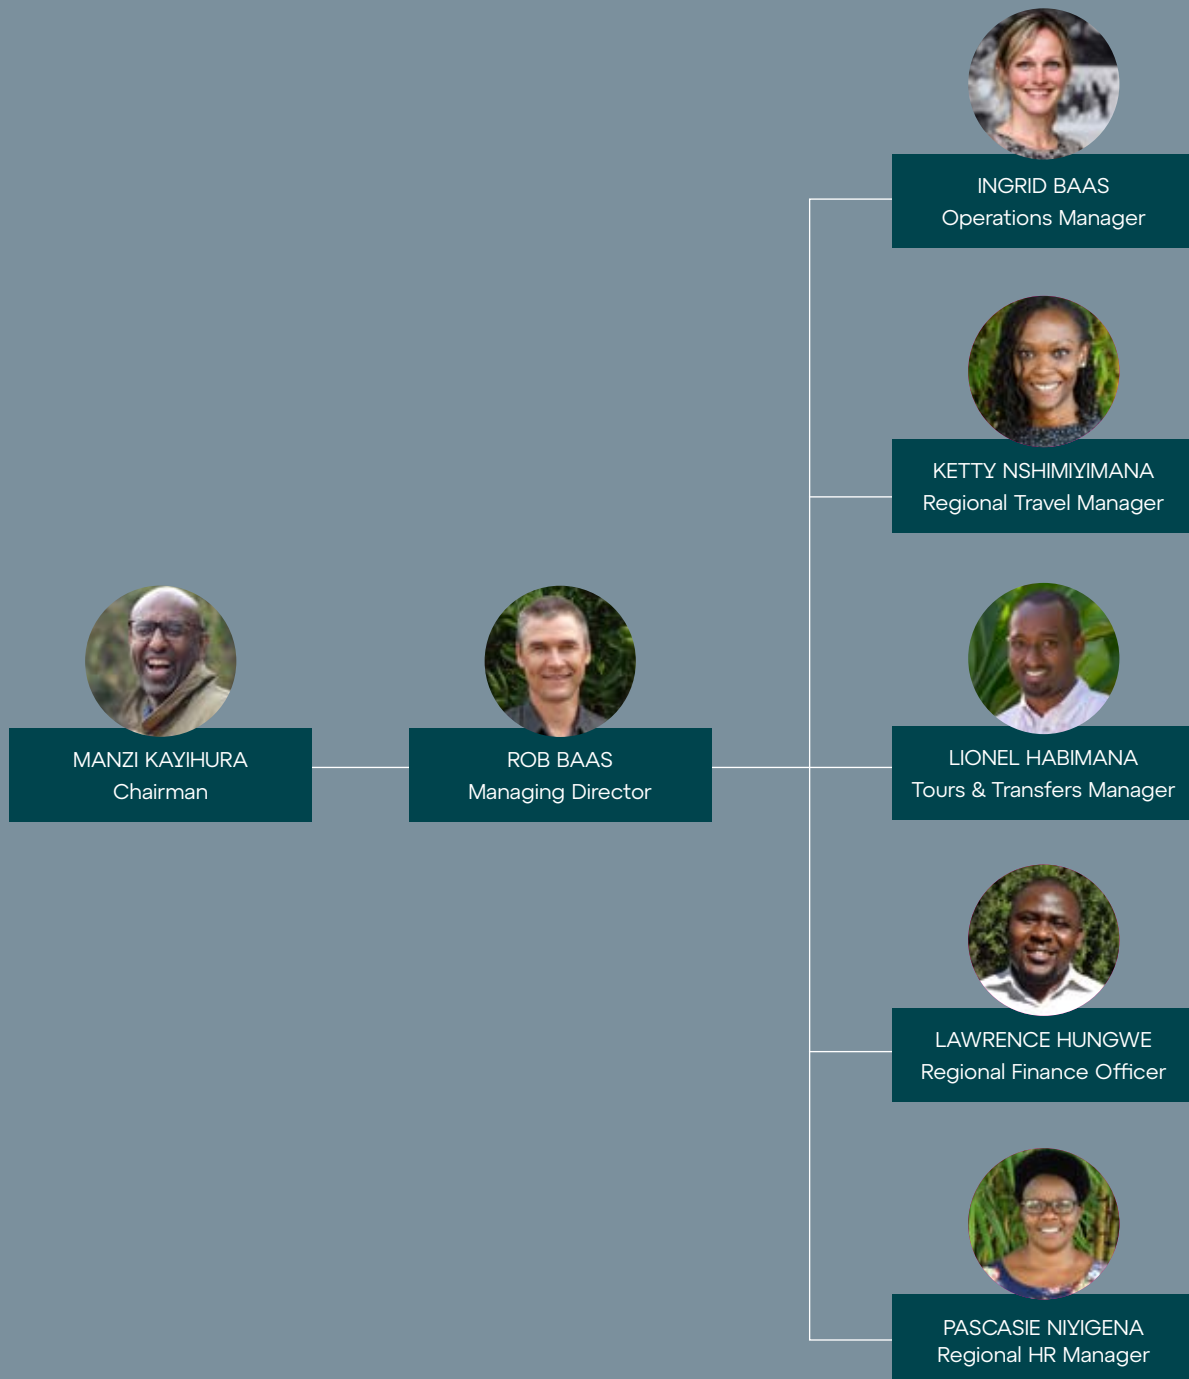 INGRID BAAS
Operations Manager
KETTY NSHIMIYIMANA
Regional Travel Manager
MANZI KAYIHURA
Chairman
ROB BAAS
Managing Director
LIONEL HABIMANA
Tours & Transfers Manager
LAWRENCE HUNGWE
Regional Finance Officer
PASCASIE NIYIGENA
Regional HR Manager